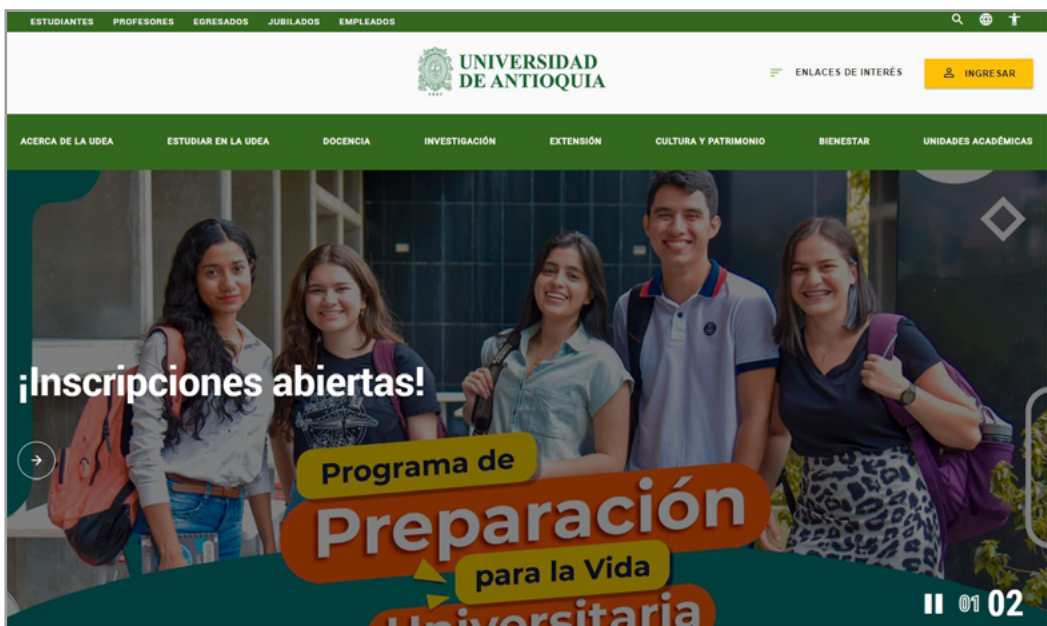 ESTUDIANTES PROFESORES EGRESADOS JUBILADOS EMPLEADOS
UNIVERSIDAD
DE ANTIOQUIA
ENLACES DE INTERÉS
INGRESAR
ACERCA DE LA UDEA ESTUDIAR EN LA UDEA DOCENCIA INVESTIGACIÓN EXTENSIÓN CULTURA Y PATRIMONIO BIENESTAR UNIDADES ACADÉMICAS
¡Inscripciones abiertas!
Programa de
Preparación
para la Vida
Universitaria
01 02